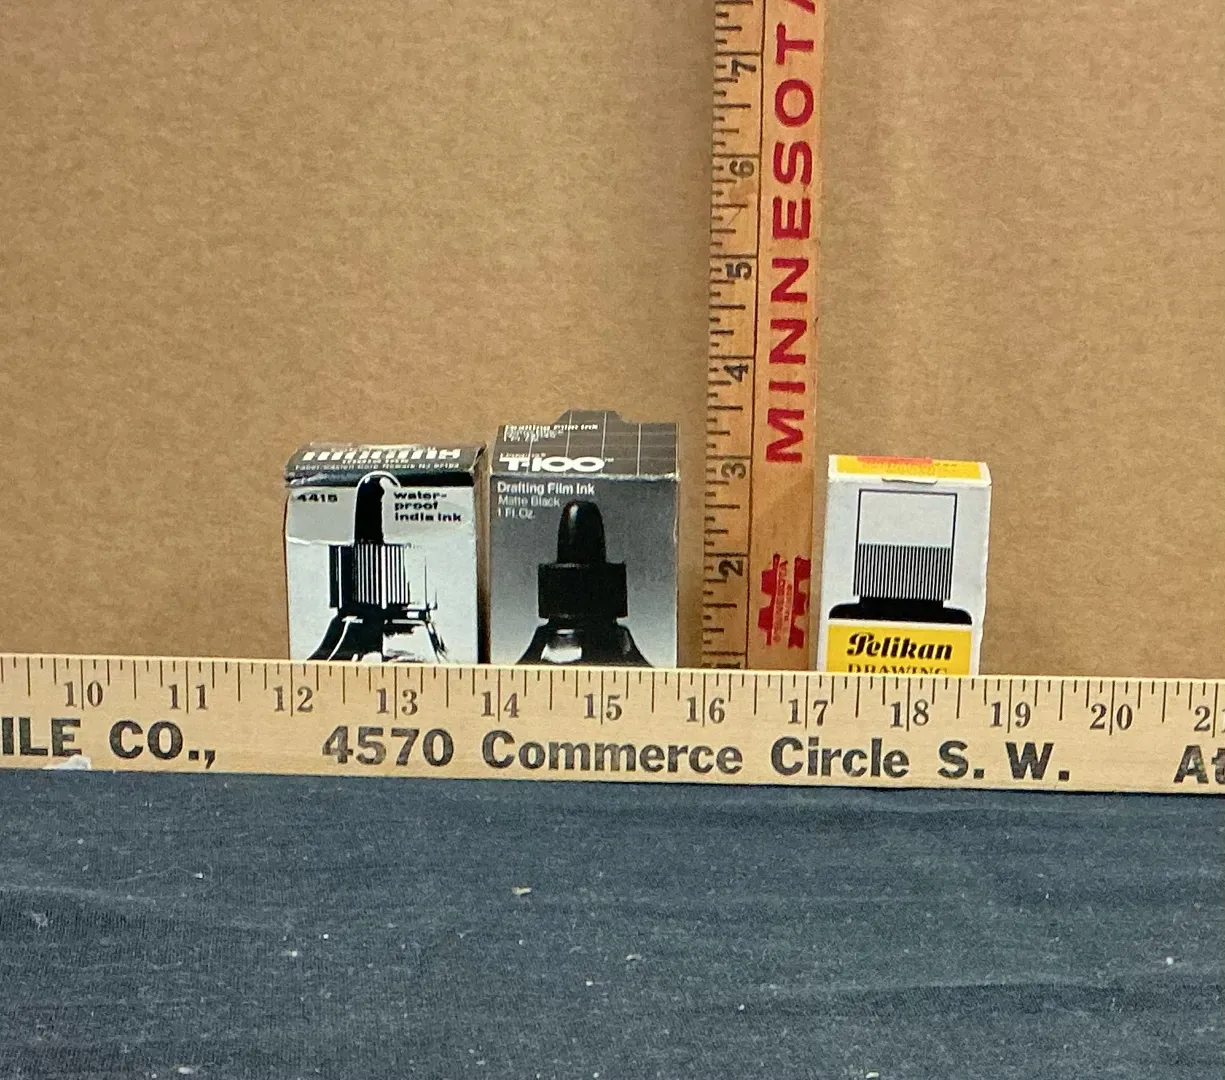 7
6
5
4
3
2
MINNESOTA
T-100™
Drafting Film Ink
Matte Black
1 Fl. Oz.
4415
water-
proof
india ink
Pelikan
DRAWING
10 11 12 13 14 15 16 17 18 19 20
ILE CO., 4570 Commerce Circle S. W. At